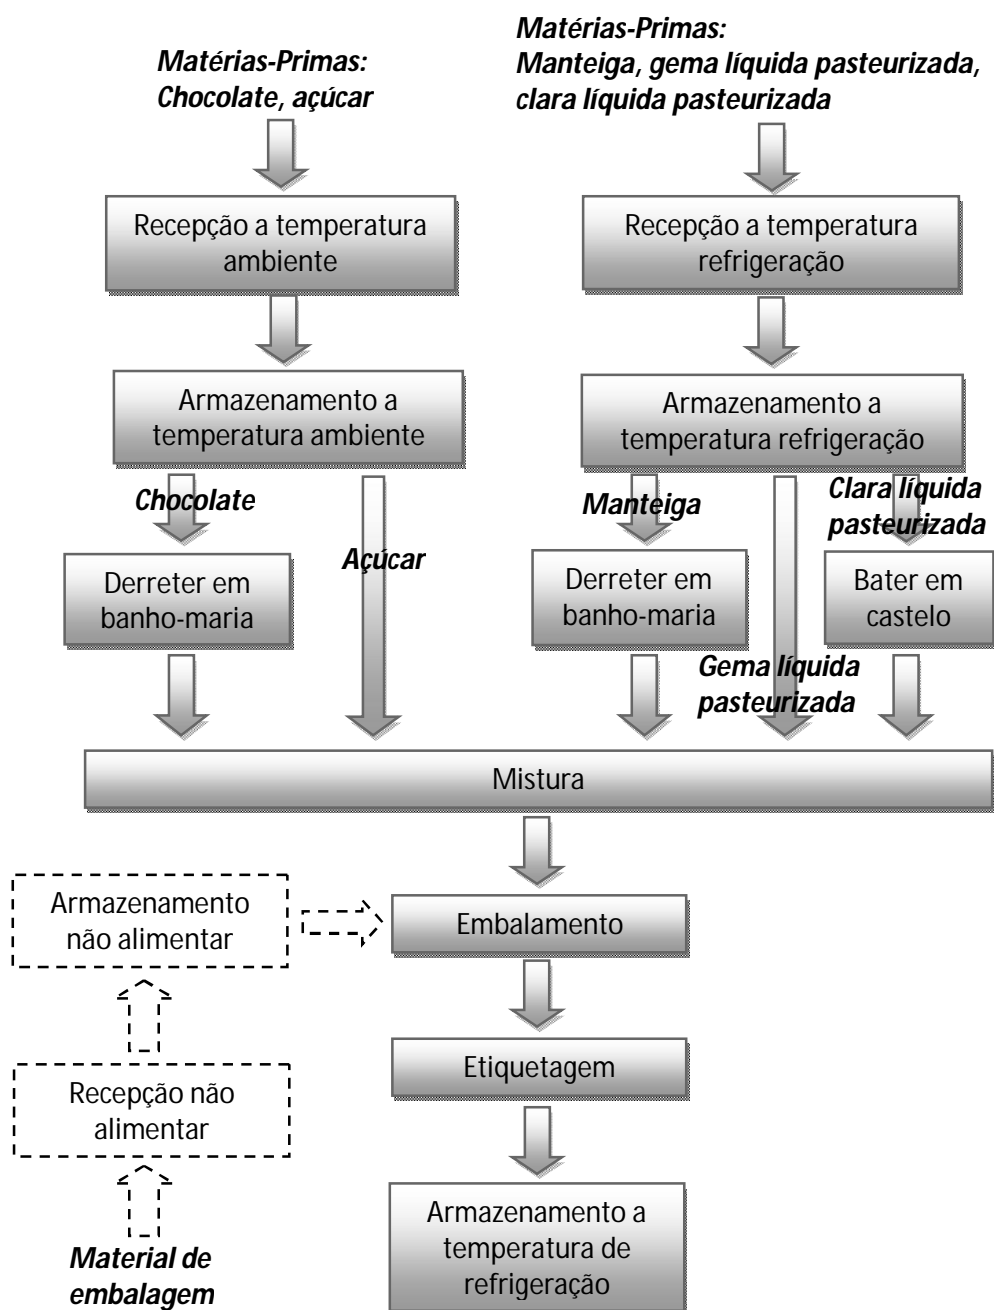 Matérias-Primas:
Chocolate, açúcar
Matérias-Primas:
Manteiga, gema líquida pasteurizada,
clara líquida pasteurizada
Recepção a temperatura
ambiente
Recepção a temperatura
refrigeração
Armazenamento a
temperatura ambiente
Armazenamento a
temperatura refrigeração
Chocolate
Açúcar
Manteiga
Clara líquida
pasteurizada
Derreter em
banho-maria
Derreter em
banho-maria
Bater em
castelo
Gema líquida
pasteurizada
Mistura
Armazenamento
não alimentar
Embalamento
Etiquetagem
Recepção não
alimentar
Material de
embalagem
Armazenamento a
temperatura de
refrigeração